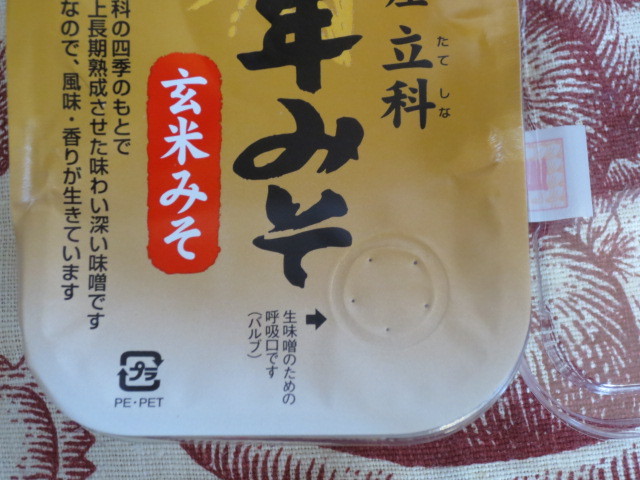 産 立科
たてしな
年みそ
玄米みそ
科の四季のもとで
上長期熟成させた味わい深い味噌です
なので、風味・香りが生きています
→
生味噌のための
呼吸口です
(バルブ)
プラ
PE・PET